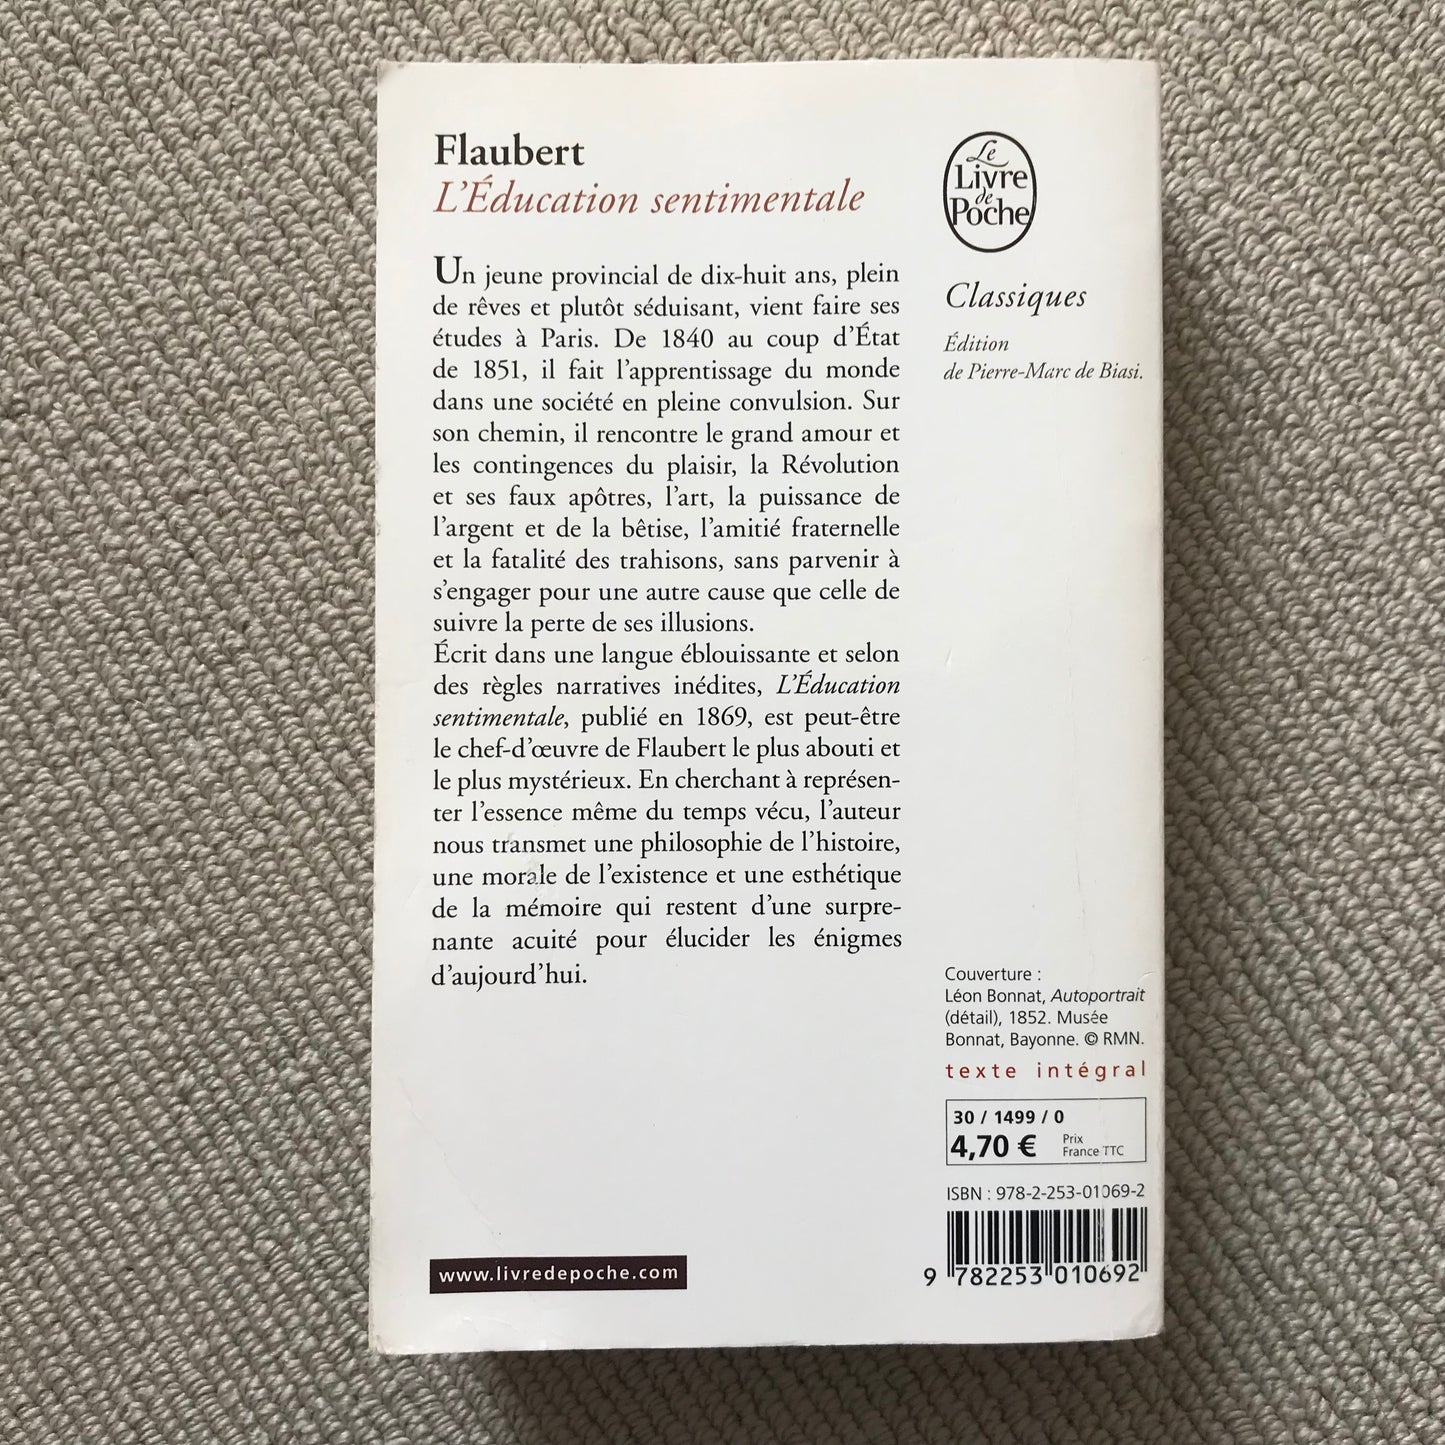 Flaubert
L'Éducation sentimentale
Un jeune provincial de dix-huit ans, plein
de rêves et plutôt séduisant, vient faire ses
études à Paris. De 1840 au coup d'État
de 1851, il fait l'apprentissage du monde
dans une société en pleine convulsion. Sur
son chemin, il rencontre le grand amour et
les contingences du plaisir, la Révolution
et ses faux apôtres, l'art, la puissance de
l'argent et de la bêtise, l'amitié fraternelle
et la fatalité des trahisons, sans parvenir à
s'engager pour une autre cause que celle de
suivre la perte de ses illusions.
Écrit dans une langue éblouissante et selon
des règles narratives inédites, L'Éducation
sentimentale, publié en 1869, est peut-être
le chef-d'œuvre de Flaubert le plus abouti et
le plus mystérieux. En cherchant à représen-
ter l'essence même du temps vécu, l'auteur
nous transmet une philosophie de l'histoire,
une morale de l'existence et une esthétique
de la mémoire qui restent d'une surpre-
nante acuité pour élucider les énigmes
d'aujourd'hui.
www.livredepoche.com
Le
Livre
de
Poche
Classiques
Édition
de Pierre-Marc de Biasi.
Couverture :
Léon Bonnat, Autoportrait
(détail), 1852. Musée
Bonnat, Bayonne. © RMN.
texte intégral
30 / 1499 / 0
4,70 € Prix
France TTC
ISBN : 978-2-253-01069-2
9 782253 010692